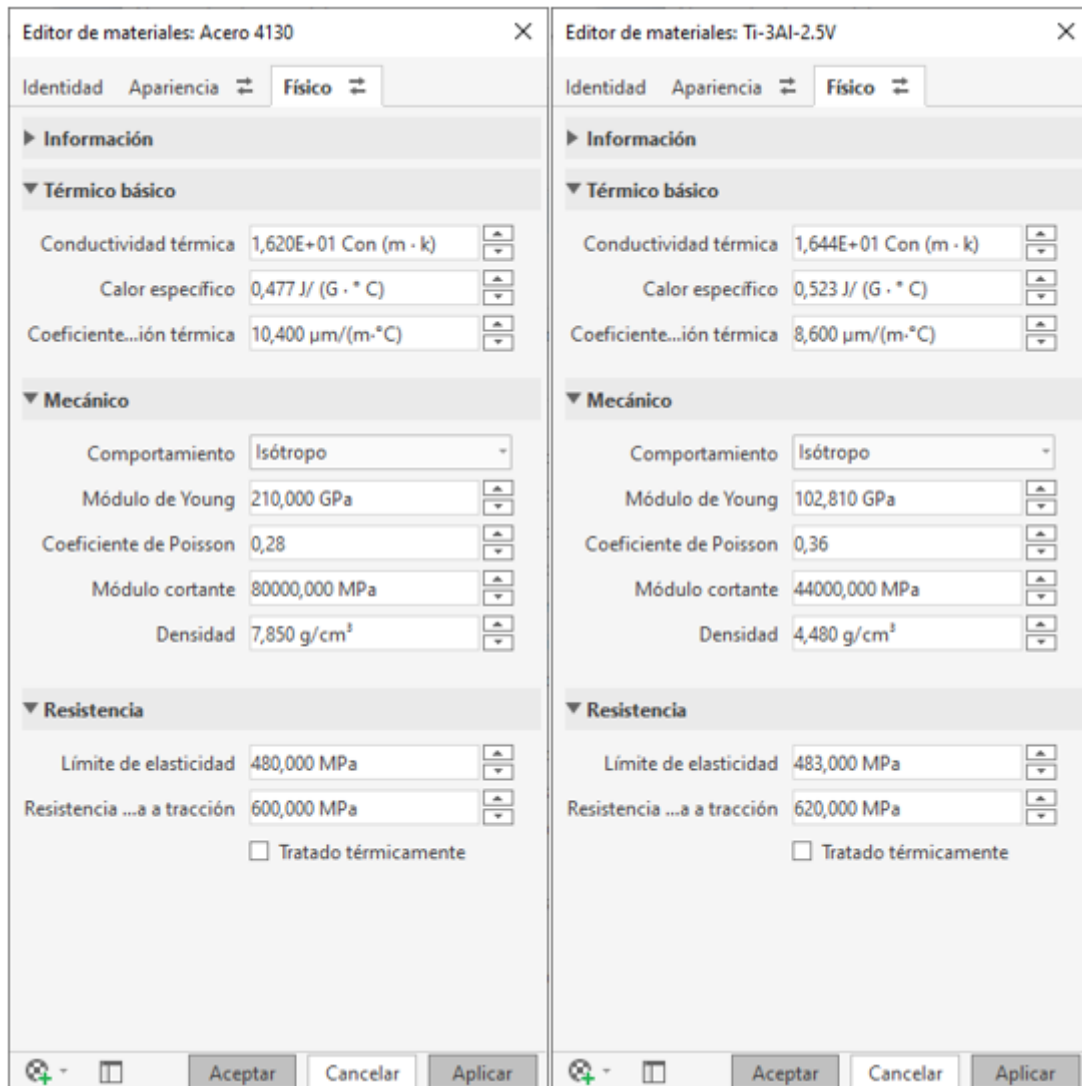 Editor de materiales: Acero 4130
Identidad Apariencia Físico
Información
Térmico básico
Conductividad térmica 1,620E+01 Con (m · k)
Calor específico 0,477 J/ (G · ° C)
Coeficiente...ión térmica 10,400 µm/(m·°C)
Mecánico
Comportamiento Isótropo
Módulo de Young 210,000 GPa
Coeficiente de Poisson 0,28
Módulo cortante 80000,000 MPa
Densidad 7,850 g/cm³
Resistencia
Límite de elasticidad 480,000 MPa
Resistencia ...a a tracción 600,000 MPa
Tratado térmicamente
Aceptar Cancelar Aplicar
Editor de materiales: Ti-3Al-2.5V
Identidad Apariencia Físico
Información
Térmico básico
Conductividad térmica 1,644E+01 Con (m · k)
Calor específico 0,523 J/ (G · ° C)
Coeficiente...ión térmica 8,600 µm/(m·°C)
Mecánico
Comportamiento Isótropo
Módulo de Young 102,810 GPa
Coeficiente de Poisson 0,36
Módulo cortante 44000,000 MPa
Densidad 4,480 g/cm³
Resistencia
Límite de elasticidad 483,000 MPa
Resistencia ...a a tracción 620,000 MPa
Tratado térmicamente
Aceptar Cancelar Aplicar